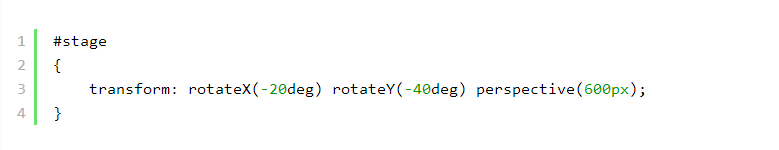 1 #stage
2 {
3     transform: rotateX(-20deg) rotateY(-40deg) perspective(600px);
4 }